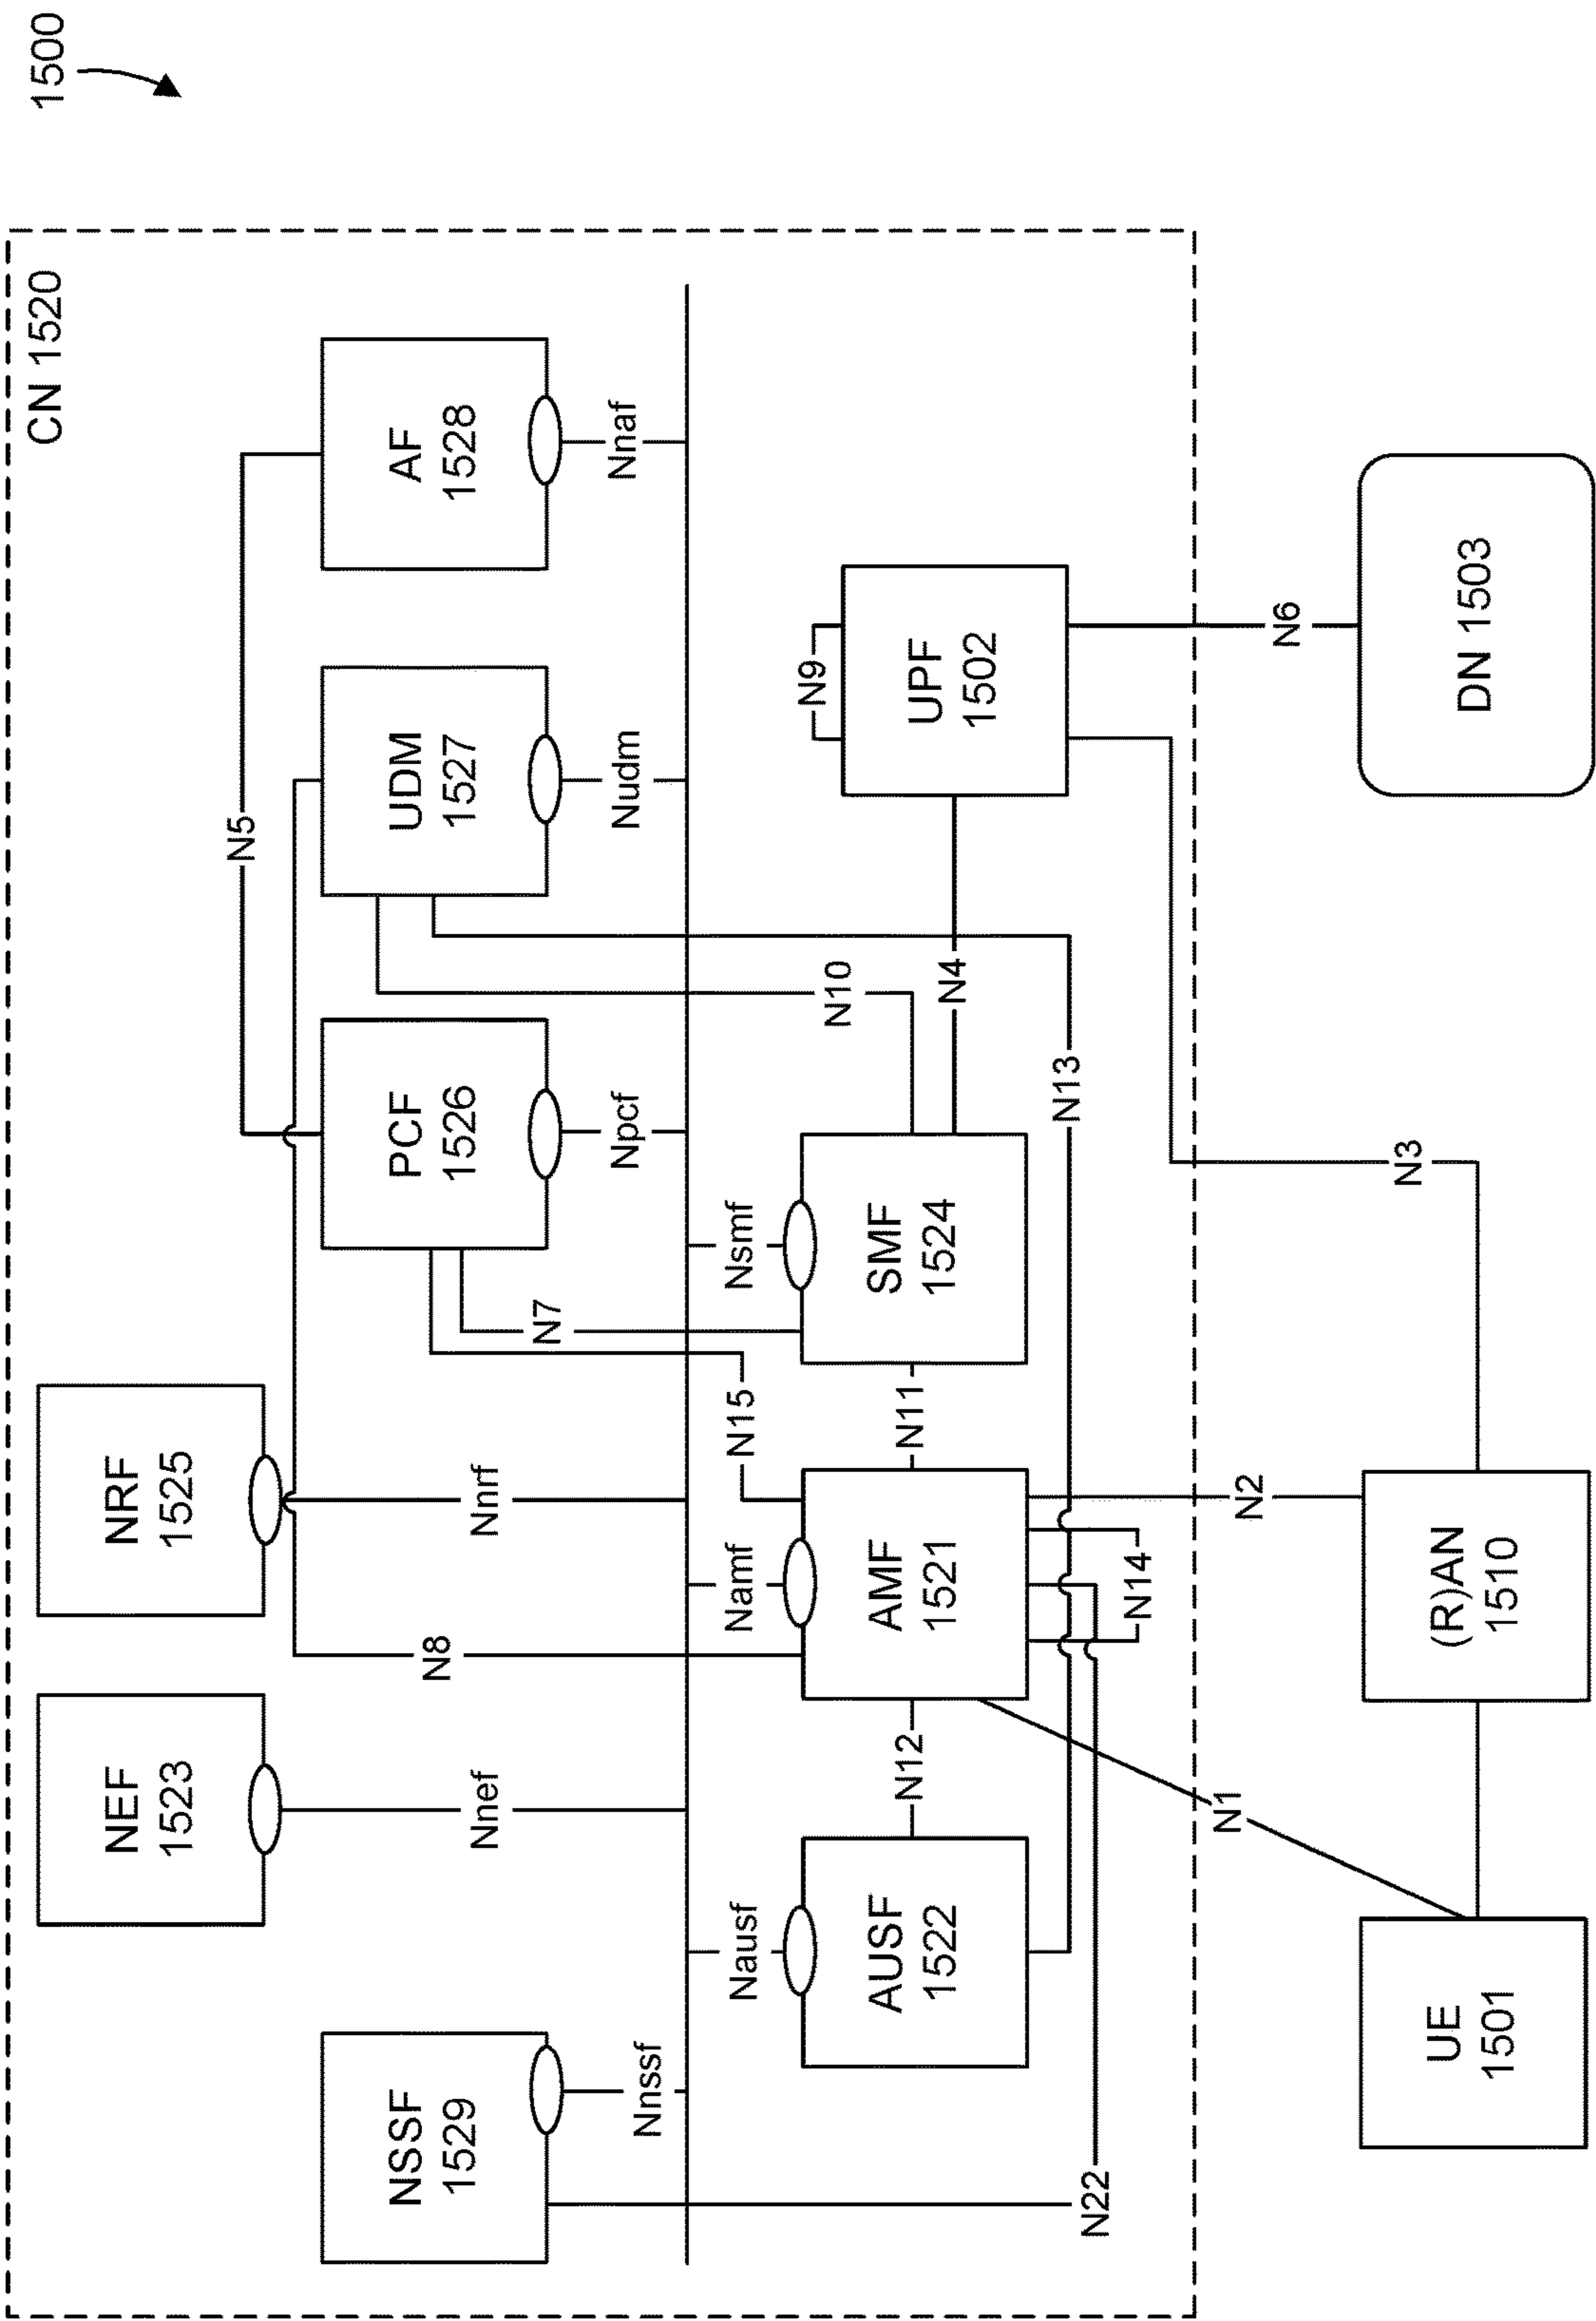 1500
CN 1520
NEF
1523
NRF
1525
N5
N8
NSSF
1529
PCF
1526
UDM
1527
AF
1528
Nnef
Nnrf
N7
Nnssf
Npcf
Nudm
Nnaf
Nausf
Namf
N15
Nsmf
N10
N9
AUSF
1522
N12
AMF
1521
N11
SMF
1524
N4
UPF
1502
N13
N22
N14
N1
N2
N6
N3
UE
1501
(R)AN
1510
DN 1503